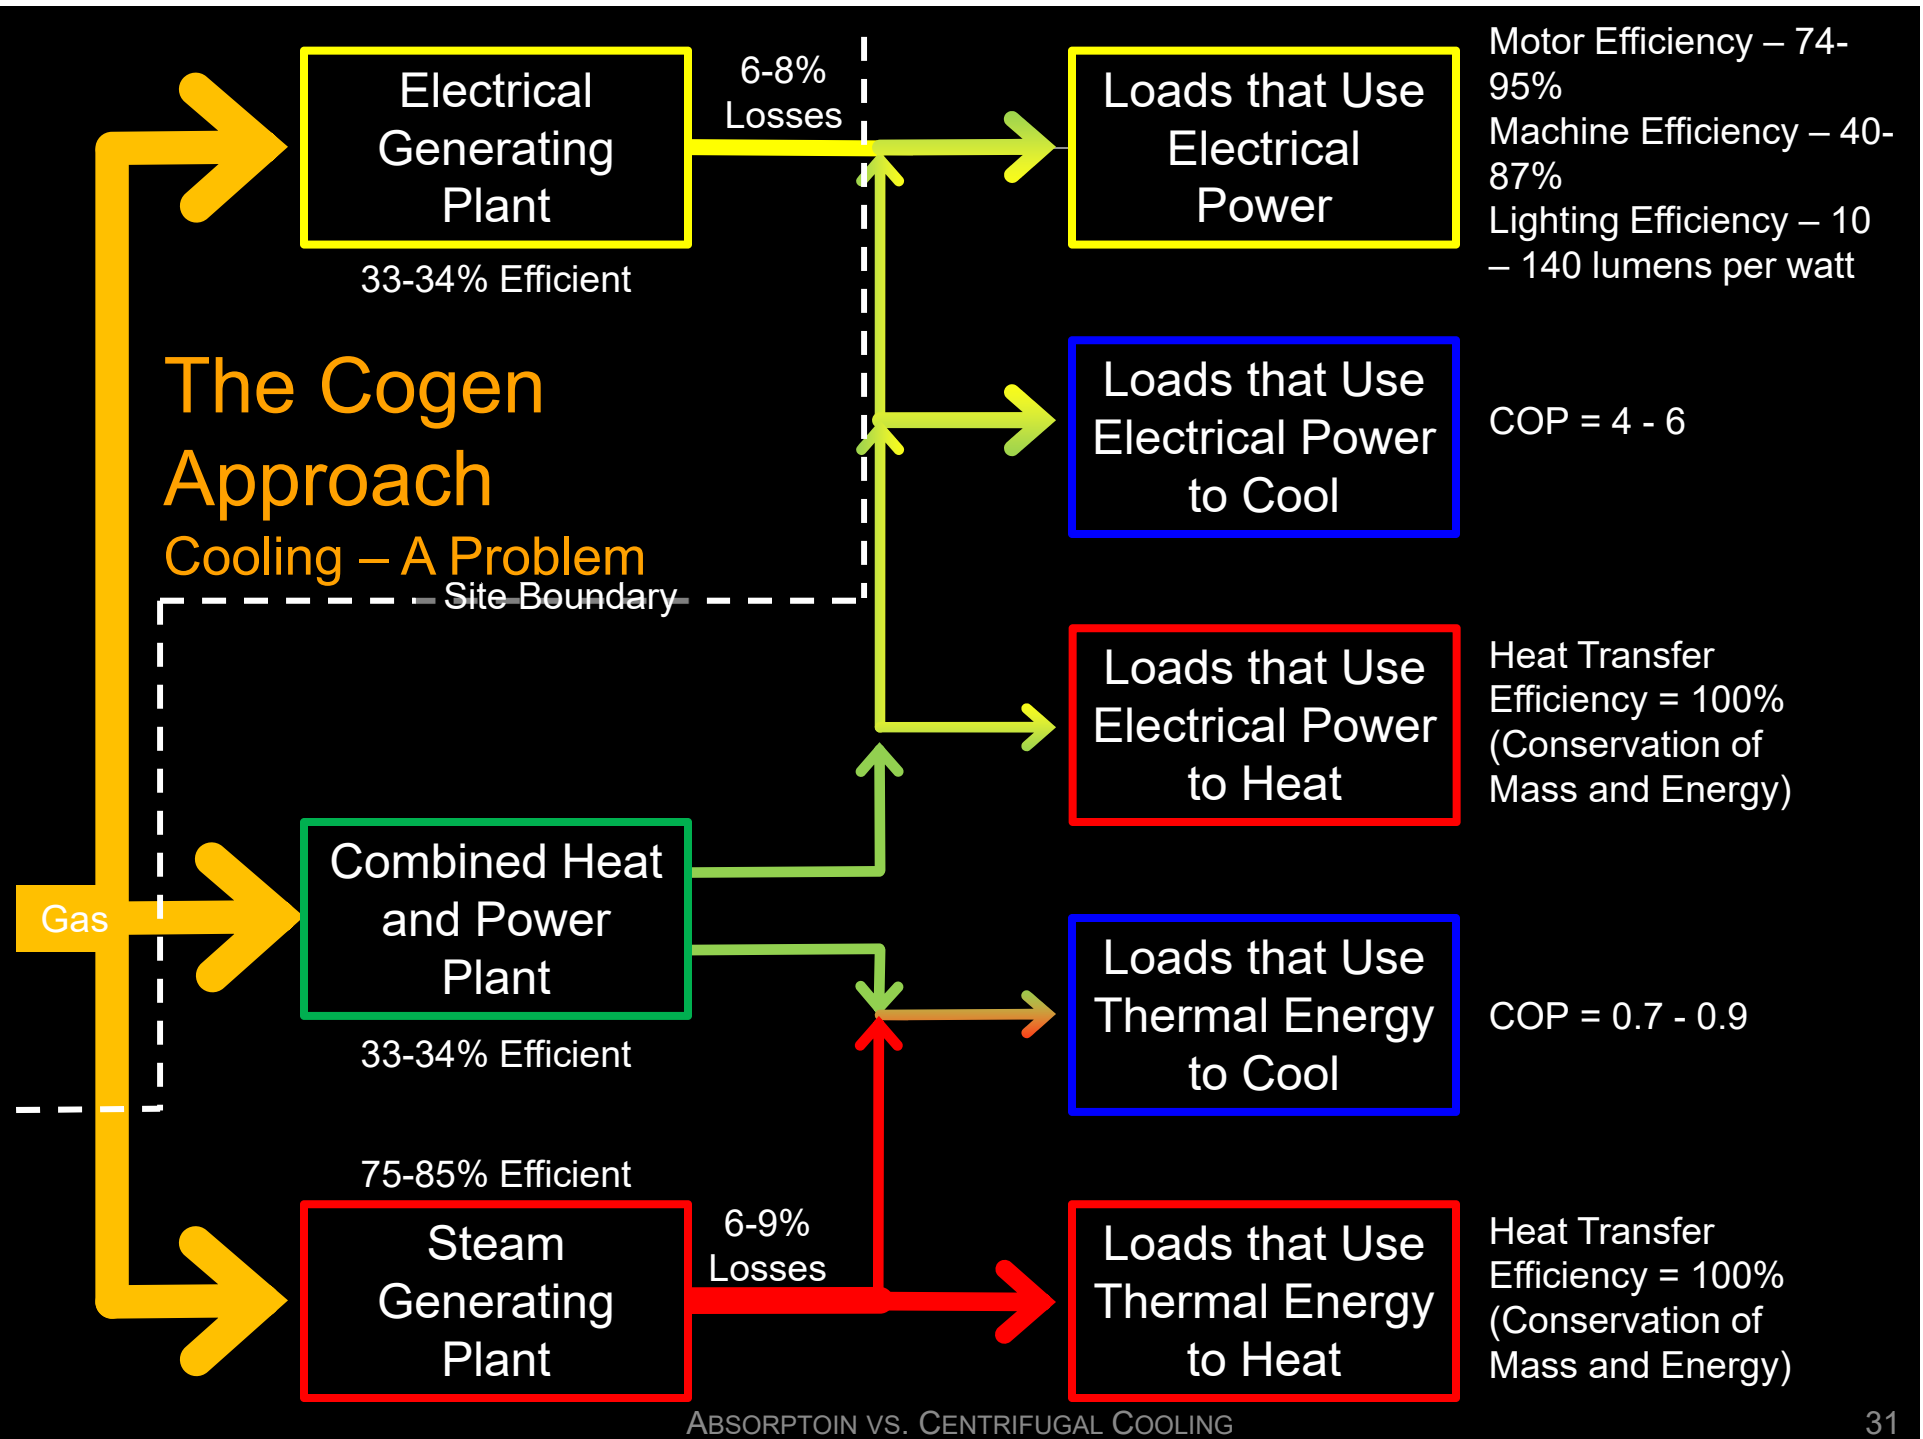 Electrical
Generating
Plant
6-8%
Losses
Loads that Use
Electrical
Power
Motor Efficiency – 74-
95%
Machine Efficiency – 40-
87%
Lighting Efficiency – 10
– 140 lumens per watt
33-34% Efficient
The Cogen
Approach
Cooling – A Problem
Site Boundary
Loads that Use
Electrical Power
to Cool
COP = 4 - 6
Loads that Use
Electrical Power
to Heat
Heat Transfer
Efficiency = 100%
(Conservation of
Mass and Energy)
Gas
Combined Heat
and Power
Plant
33-34% Efficient
Loads that Use
Thermal Energy
to Cool
COP = 0.7 - 0.9
75-85% Efficient
Steam
Generating
Plant
6-9%
Losses
Loads that Use
Thermal Energy
to Heat
Heat Transfer
Efficiency = 100%
(Conservation of
Mass and Energy)
ABSORPTOIN VS. CENTRIFUGAL COOLING
31